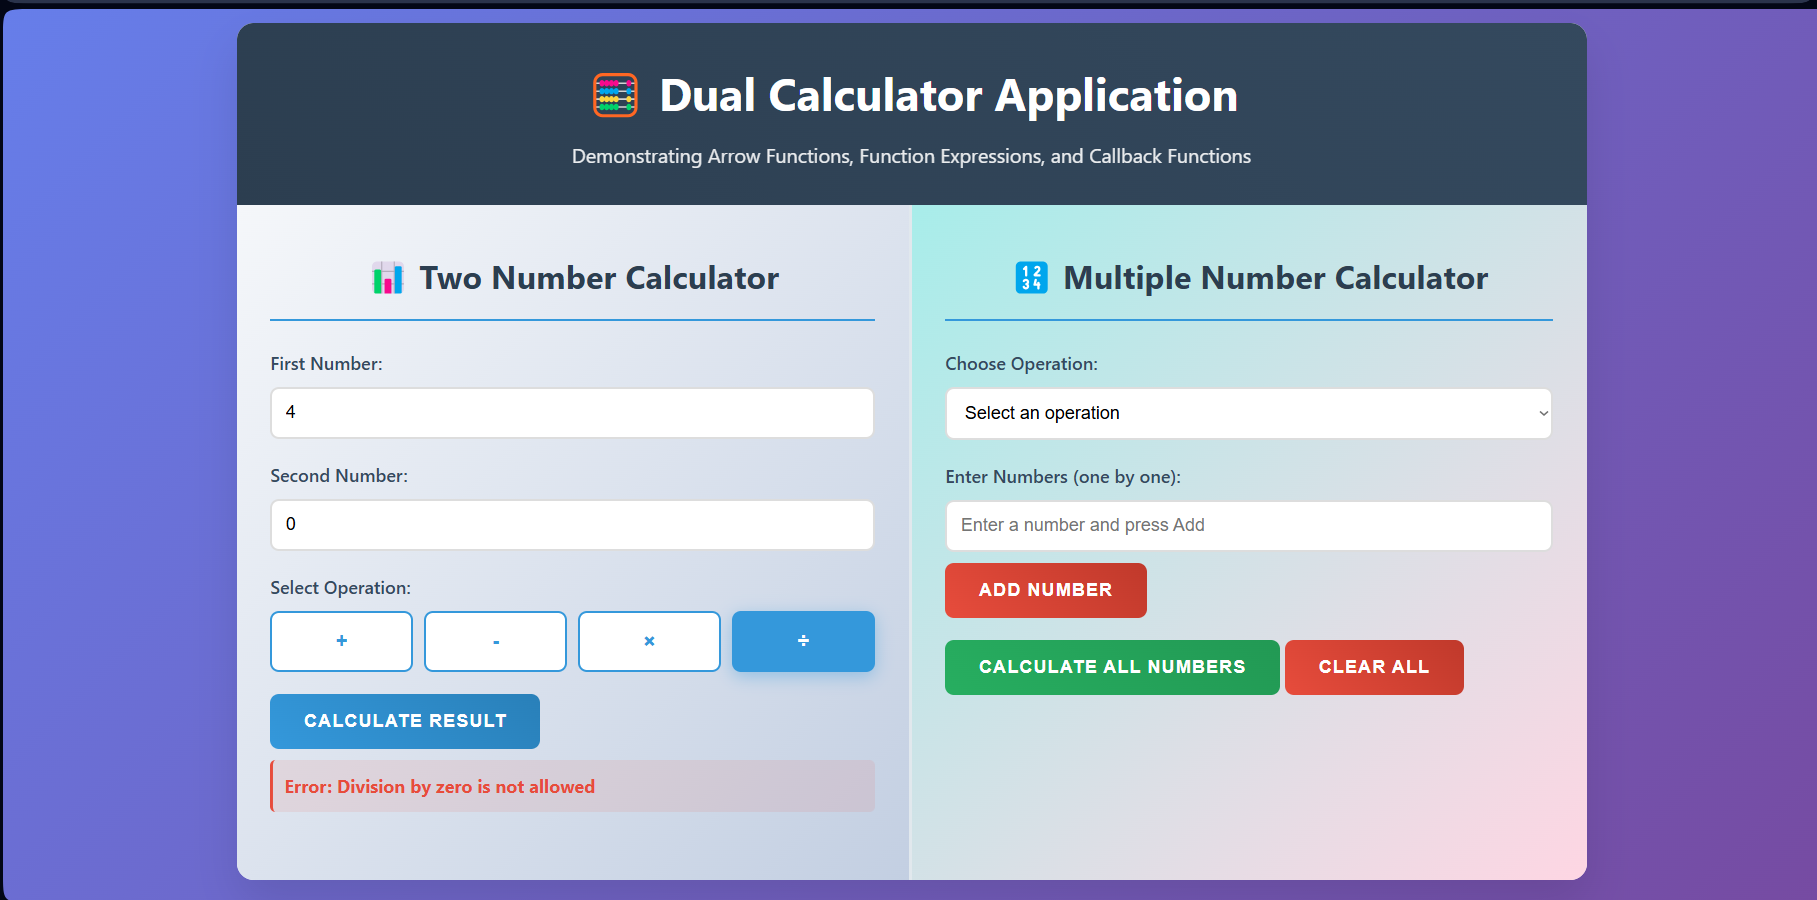 Dual Calculator Application
Demonstrating Arrow Functions, Function Expressions, and Callback Functions
Two Number Calculator
First Number:
4
Second Number:
0
Select Operation:
+ - × ÷
CALCULATE RESULT
Error: Division by zero is not allowed
1234 Multiple Number Calculator
Choose Operation:
Select an operation
Enter Numbers (one by one):
Enter a number and press Add
ADD NUMBER
CALCULATE ALL NUMBERS CLEAR ALL